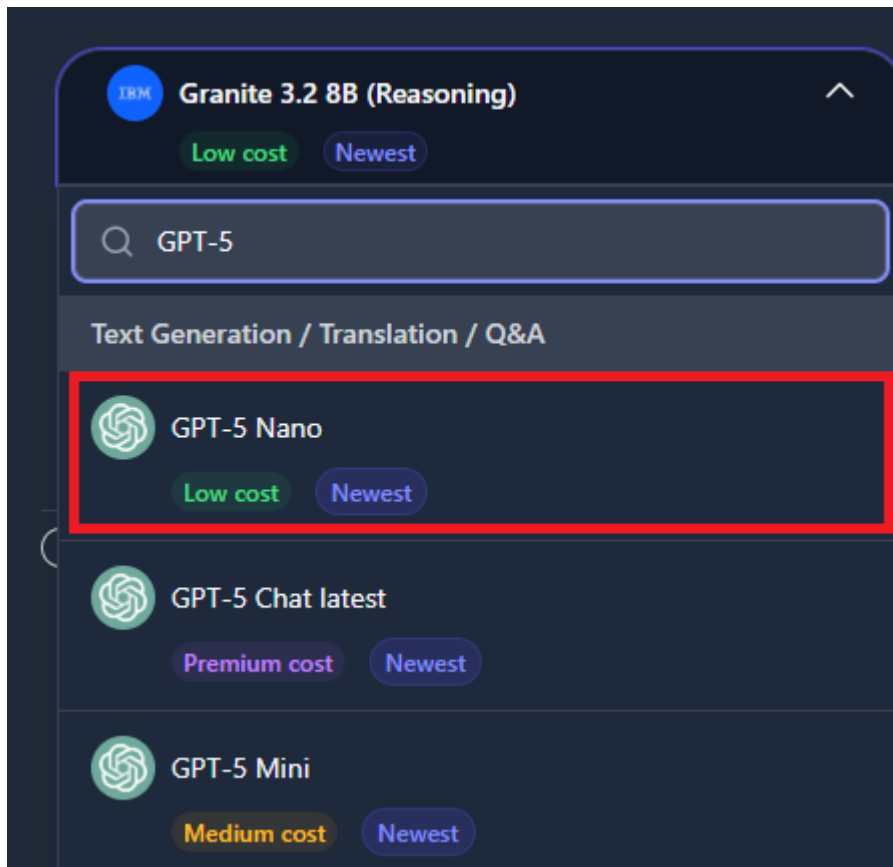 IBM Granite 3.2 8B (Reasoning)
Low cost Newest
GPT-5
Text Generation / Translation / Q&A
GPT-5 Nano
Low cost Newest
GPT-5 Chat latest
Premium cost Newest
GPT-5 Mini
Medium cost Newest